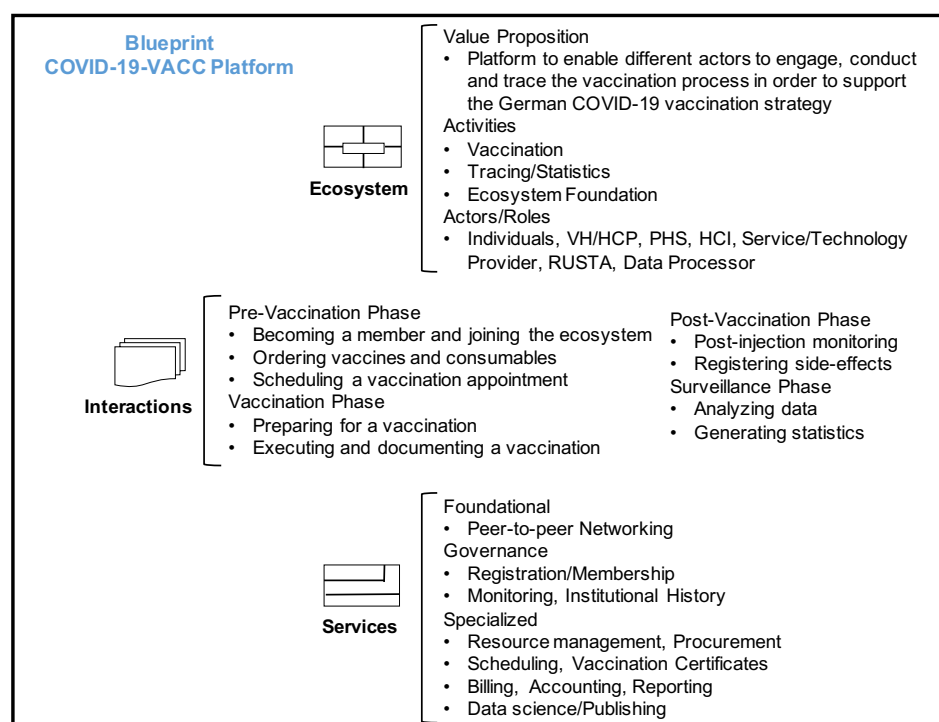 Blueprint
COVID-19-VACC Platform
Ecosystem
Value Proposition
• Platform to enable different actors to engage, conduct
and trace the vaccination process in order to support
the German COVID-19 vaccination strategy
Activities
• Vaccination
• Tracing/Statistics
• Ecosystem Foundation
Actors/Roles
• Individuals, VH/HCP, PHS, HCI, Service/Technology
Provider, RUSTA, Data Processor
Interactions
Pre-Vaccination Phase
• Becoming a member and joining the ecosystem
• Ordering vaccines and consumables
• Scheduling a vaccination appointment
Vaccination Phase
• Preparing for a vaccination
• Executing and documenting a vaccination
Post-Vaccination Phase
• Post-injection monitoring
• Registering side-effects
Surveillance Phase
• Analyzing data
• Generating statistics
Services
Foundational
• Peer-to-peer Networking
Governance
• Registration/Membership
• Monitoring, Institutional History
Specialized
• Resource management, Procurement
• Scheduling, Vaccination Certificates
• Billing, Accounting, Reporting
• Data science/Publishing